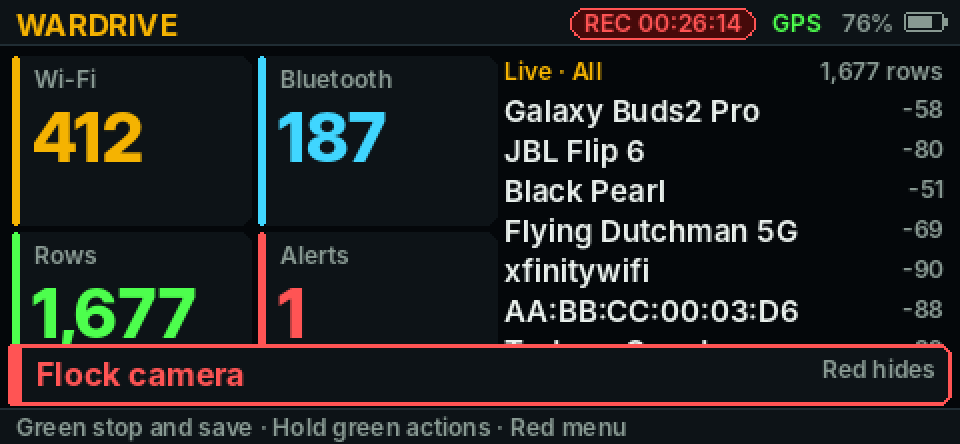 WARDRIVE
REC 00:26:14 GPS 76%
Wi-Fi
412
Bluetooth
187
Rows
1,677
Alerts
1
Live · All 1,677 rows
Galaxy Buds2 Pro -58
JBL Flip 6 -80
Black Pearl -51
Flying Dutchman 5G -69
xfinitywifi -90
AA:BB:CC:00:03:D6 -88
Flock camera Red hides
Green stop and save · Hold green actions · Red menu